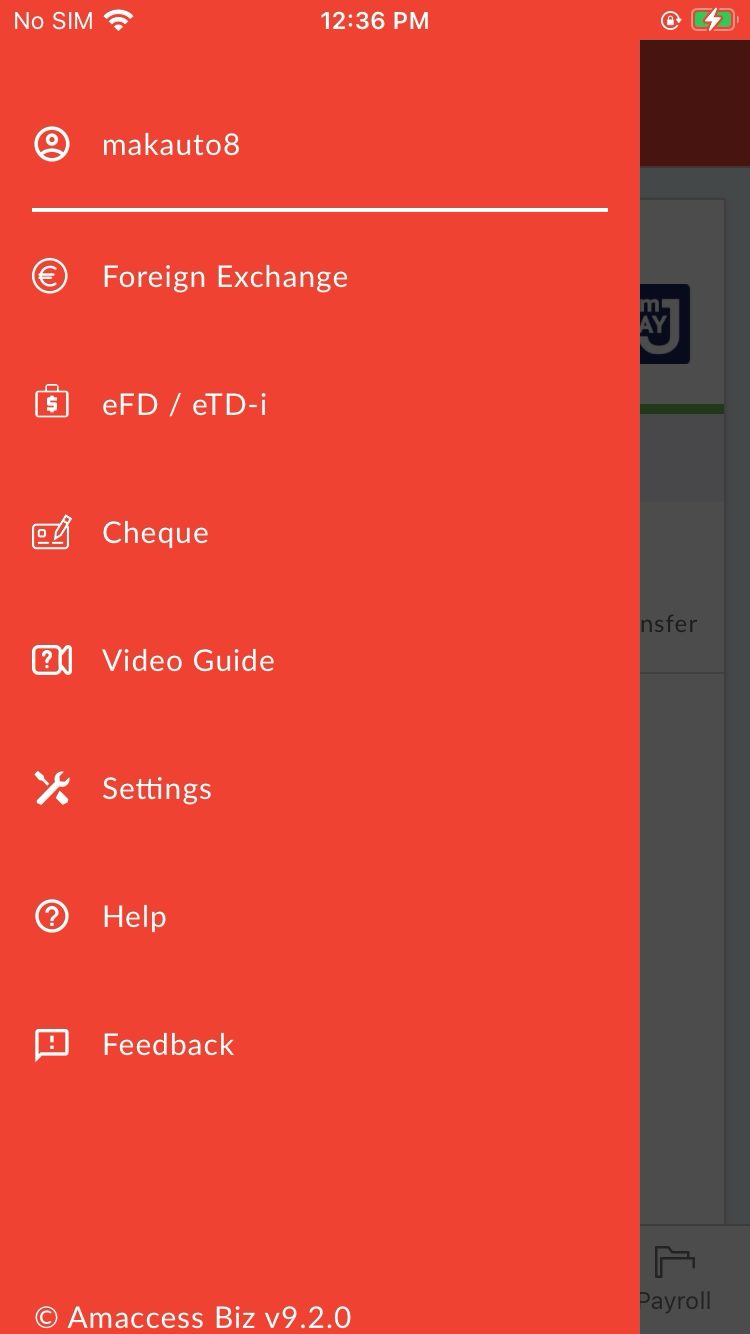 No SIM 12:36 PM
makauto8
Foreign Exchange
$
eFD / eTD-i
Cheque
Video Guide
Settings
Help
Feedback
© Amaccess Biz v9.2.0
m
AY J
nsfer
Payroll